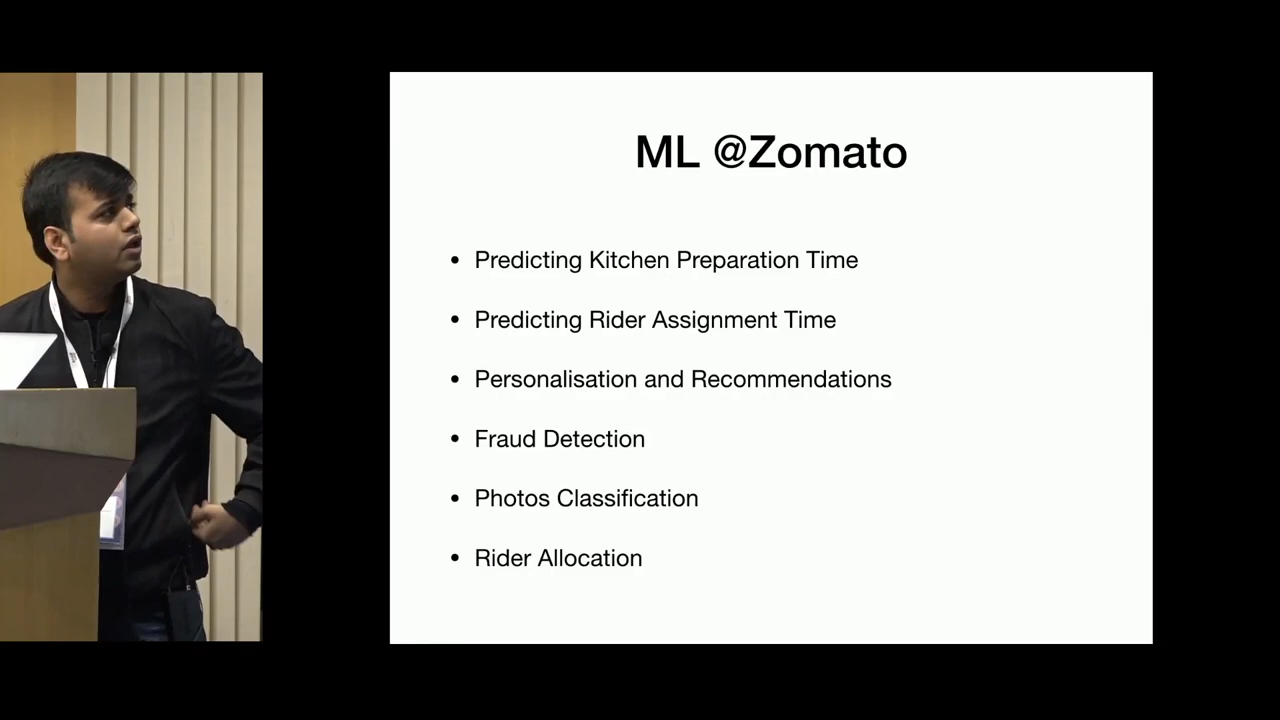 ML @Zomato
• Predicting Kitchen Preparation Time
• Predicting Rider Assignment Time
• Personalisation and Recommendations
• Fraud Detection
• Photos Classification
• Rider Allocation